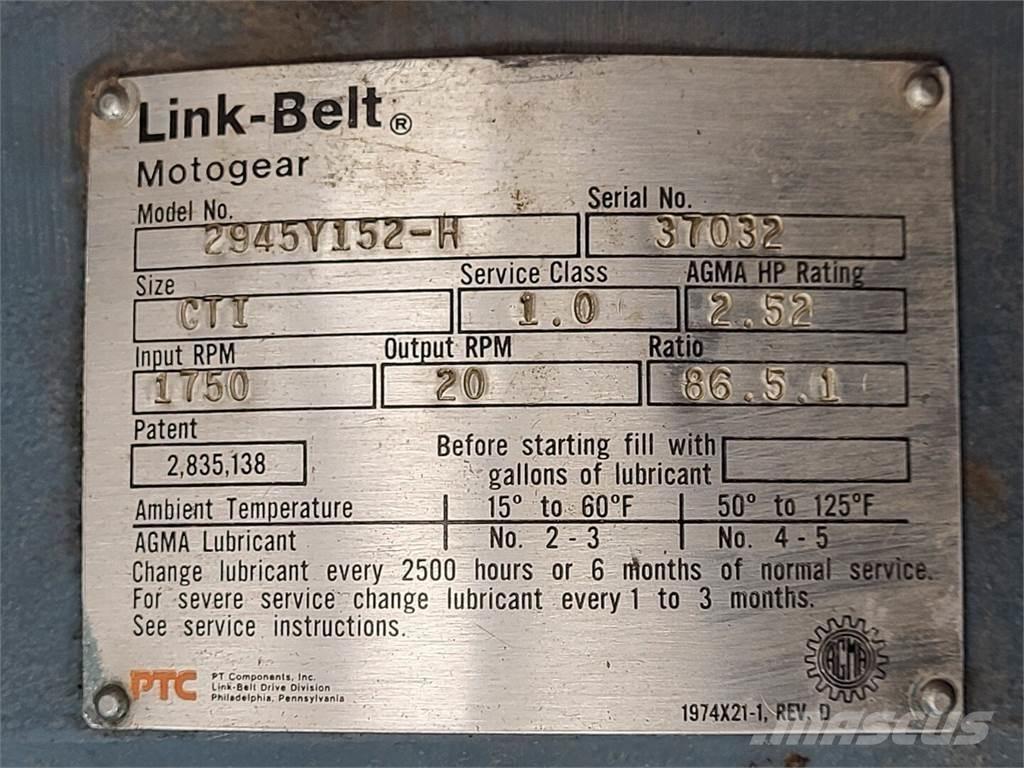 Link-Belt®
Motogear
Model No. 2945Y152-H Serial No. 37032
Size CTI Service Class 1.0 AGMA HP Rating 2.52
Input RPM 1750 Output RPM 20 Ratio 86.5.1
Patent 2,835,138
Before starting fill with
gallons of lubricant
Ambient Temperature 15° to 60°F 50° to 125°F
AGMA Lubricant No. 2-3 No. 4-5
Change lubricant every 2500 hours or 6 months of normal service.
For severe service change lubricant every 1 to 3 months.
See service instructions.
PTC PT Components, Inc.
Link-Belt Drive Division
Philadelphia, Pennsylvania
AGMA
1974X21-1, REV, D
MASCUS